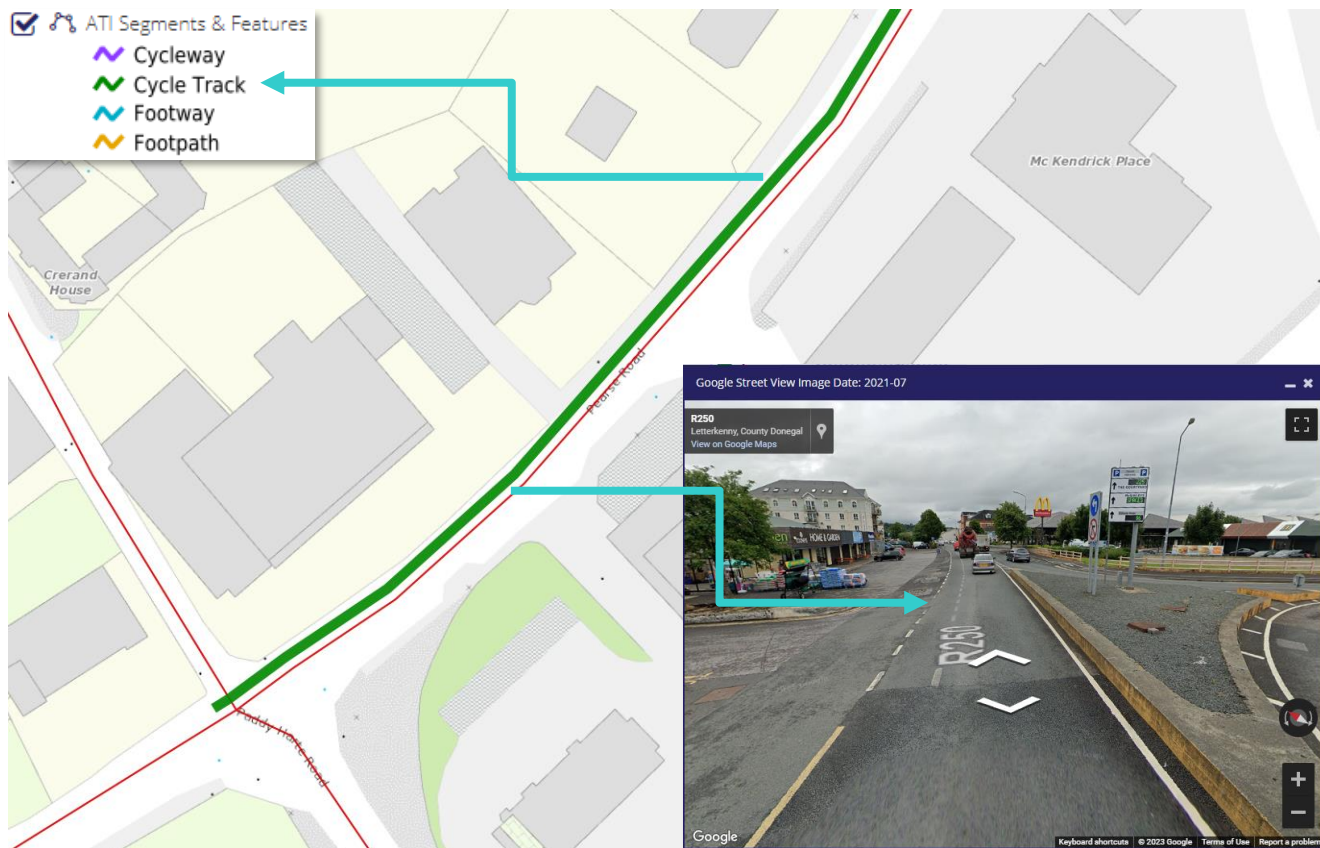 ATI Segments & Features
Cycleway
Cycle Track
Footway
Footpath
Mc Kendrick Place
Crerand
House
Pearse Road
Paddy Harte Road
Google Street View Image Date: 2021-07
R250
Letterkenny, County Donegal
View on Google Maps
HOME & GARDEN
R250
Google
Keyboard shortcuts
© 2023 Google
Terms of Use
Report a problem